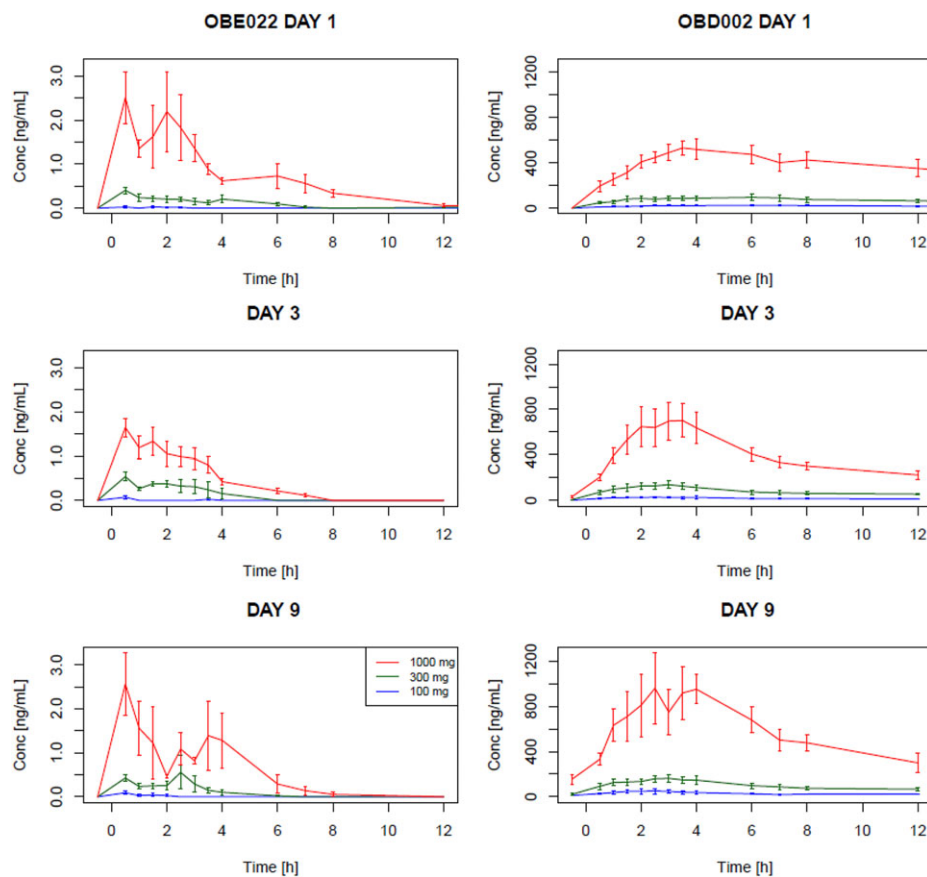 OBE022 DAY 1
Conc [ng/mL]
3.0
2.0
1.0
0.0
0 2 4 6 8 10 12
Time [h]
OBD002 DAY 1
Conc [ng/mL]
1200
800
400
0
0 2 4 6 8 10 12
Time [h]
DAY 3
Conc [ng/mL]
3.0
2.0
1.0
0.0
0 2 4 6 8 10 12
Time [h]
DAY 3
Conc [ng/mL]
1200
800
400
0
0 2 4 6 8 10 12
Time [h]
DAY 9
Conc [ng/mL]
3.0
2.0
1.0
0.0
1000 mg
300 mg
100 mg
0 2 4 6 8 10 12
Time [h]
DAY 9
Conc [ng/mL]
1200
800
400
0
0 2 4 6 8 10 12
Time [h]